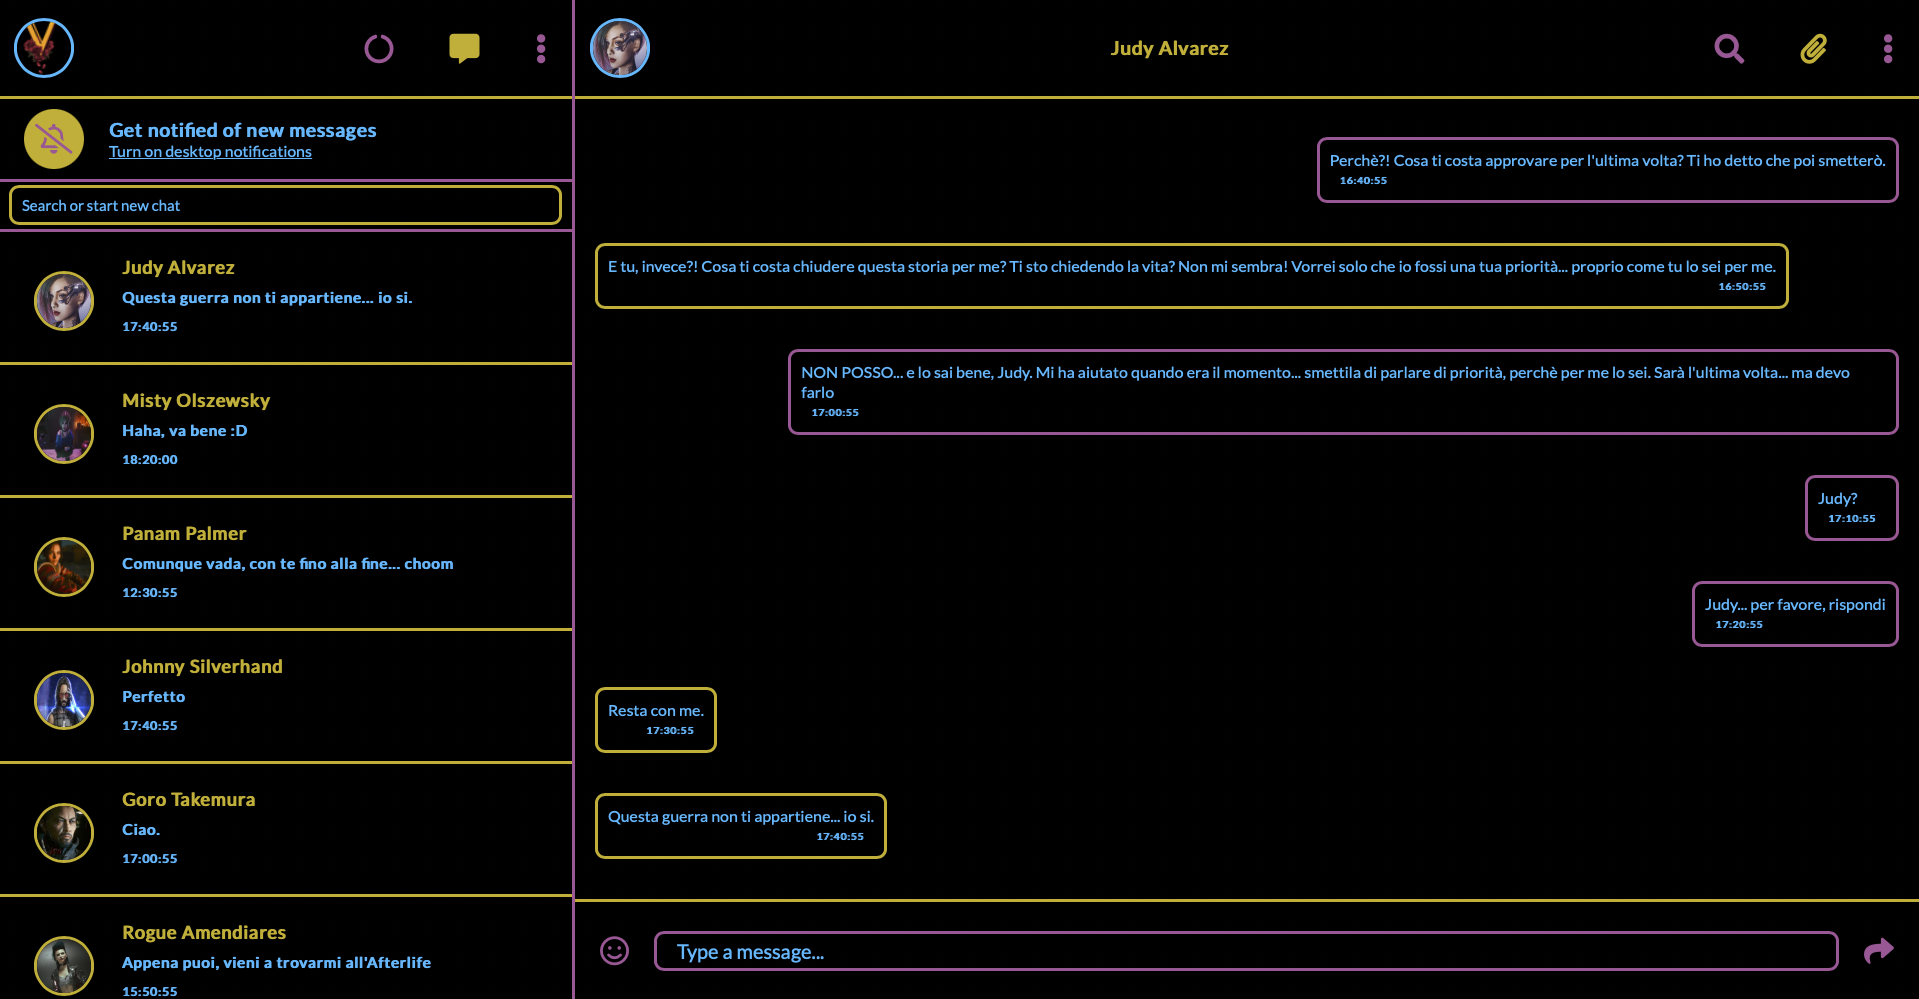 Get notified of new messages
Turn on desktop notifications
Search or start new chat
Judy Alvarez
Questa guerra non ti appartiene... io si.
17:40:55
Misty Olszewsky
Haha, va bene :D
18:20:00
Panam Palmer
Comunque vada, con te fino alla fine... choom
12:30:55
Johnny Silverhand
Perfetto
17:40:55
Goro Takemura
Ciao.
17:00:55
Rogue Amendiares
Appena puoi, vieni a trovarmi all'Afterlife
15:50:55
Judy Alvarez
Perchè?! Cosa ti costa approvare per l'ultima volta? Ti ho detto che poi smetterò.
16:40:55
E tu, invece?! Cosa ti costa chiudere questa storia per me? Ti sto chiedendo la vita? Non mi sembra! Vorrei solo che io fossi una tua priorità... proprio come tu lo sei per me.
16:50:55
NON POSSO... e lo sai bene, Judy. Mi ha aiutato quando era il momento... smettila di parlare di priorità, perchè per me lo sei. Sarà l'ultima volta... ma devo
farlo
17:00:55
Judy?
17:10:55
Judy... per favore, rispondi
17:20:55
Resta con me.
17:30:55
Questa guerra non ti appartiene... io si.
17:40:55
Type a message...